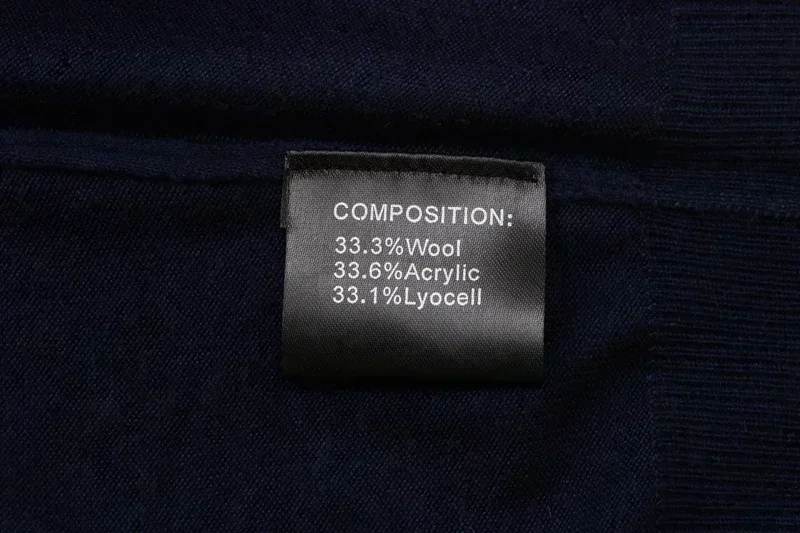 COMPOSITION:
33.3%Wool
33.6%Acrylic
33.1%Lyocell